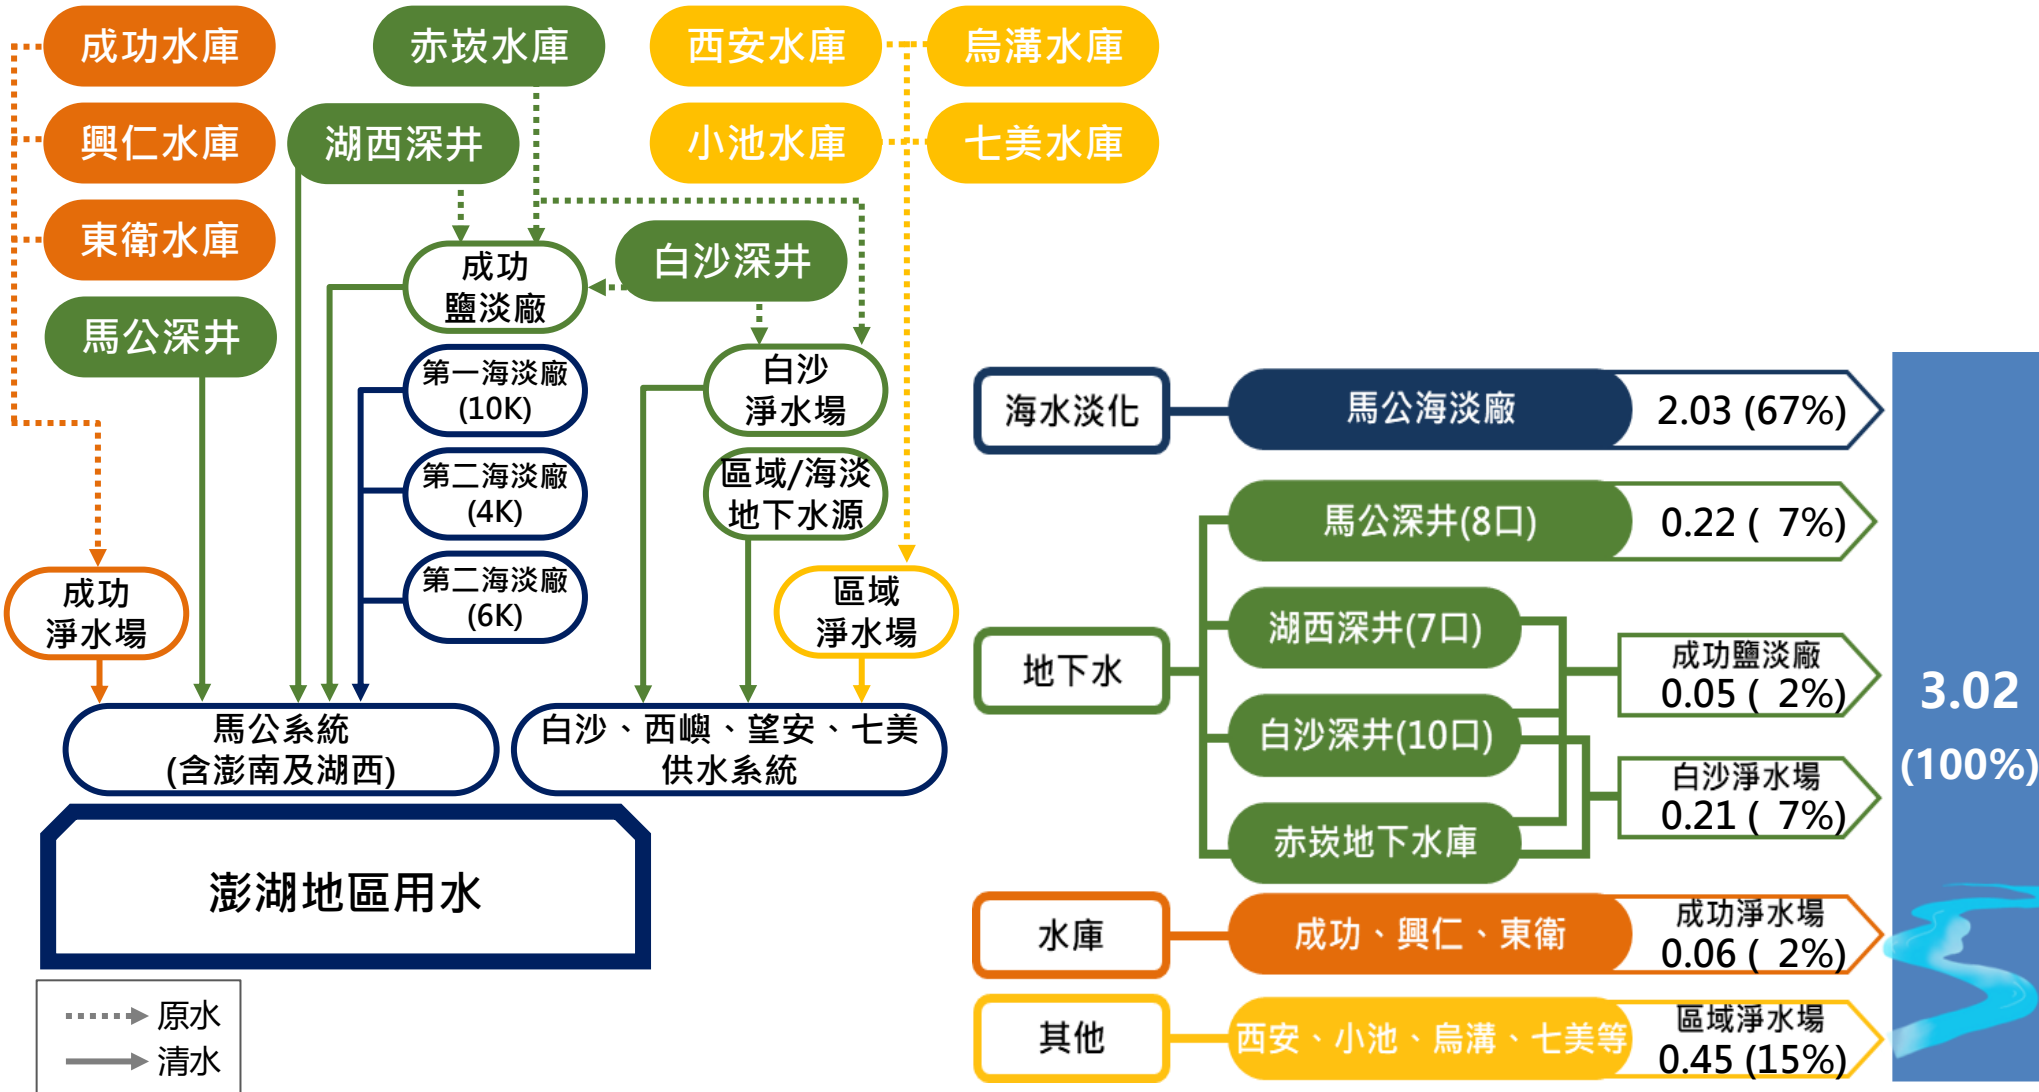 成功水庫
赤崁水庫
西安水庫
烏溝水庫
興仁水庫
湖西深井
小池水庫
七美水庫
東衛水庫
白沙深井
成功
鹽淡廠
馬公深井
第一海淡廠
(10K)
白沙
淨水場
第二海淡廠
(4K)
區域/海淡
地下水源
第二海淡廠
(6K)
成功
淨水場
區域
淨水場
馬公系統
(含澎南及湖西)
白沙、西嶼、望安、七美
供水系統
澎湖地區用水
原水
清水
海水淡化
馬公海淡廠
2.03 (67%)
馬公深井(8口)
0.22 ( 7%)
地下水
湖西深井(7口)
白沙深井(10口)
赤崁地下水庫
成功鹽淡廠
0.05 ( 2%)
白沙淨水場
0.21 ( 7%)
水庫
成功、興仁、東衛
成功淨水場
0.06 ( 2%)
其他
西安、小池、烏溝、七美等
區域淨水場
0.45 (15%)
3.02
(100%)